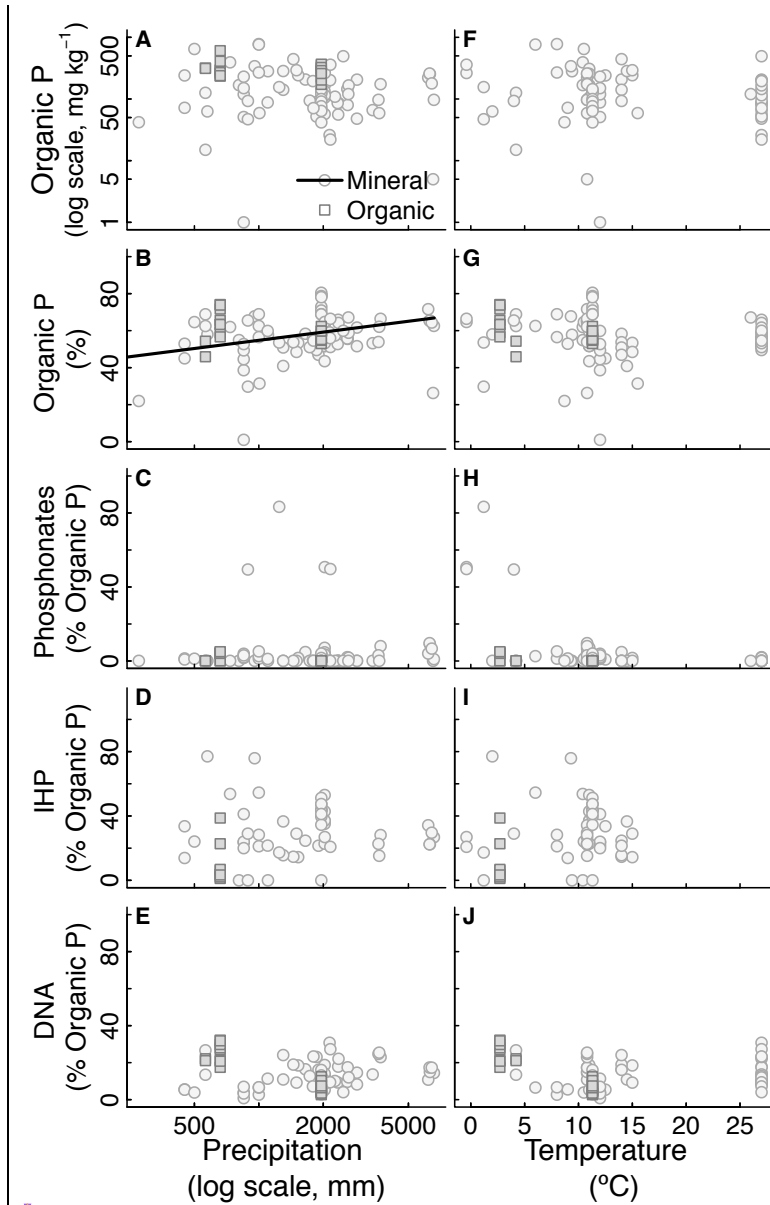 A
F
Organic P
(log scale, mg kg⁻¹)
500
50
5
1
Mineral
Organic
B
G
Organic P
(%)
80
40
0
C
H
Phosphonates
(% Organic P)
80
40
0
D
I
IHP
(% Organic P)
80
40
0
E
J
DNA
(% Organic P)
80
40
0
500 2000 5000
0 5 10 15 20 25
Precipitation
(log scale, mm)
Temperature
(ºC)